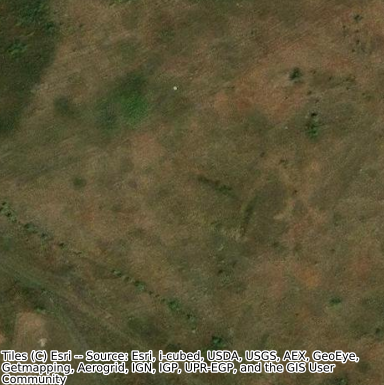 Tiles (C) Esri -- Source: Esri, i-cubed, USDA, USGS, AEX, GeoEye,
Getmapping, Aerogrid, IGN, IGP, UPR-EGP, and the GIS User
Community